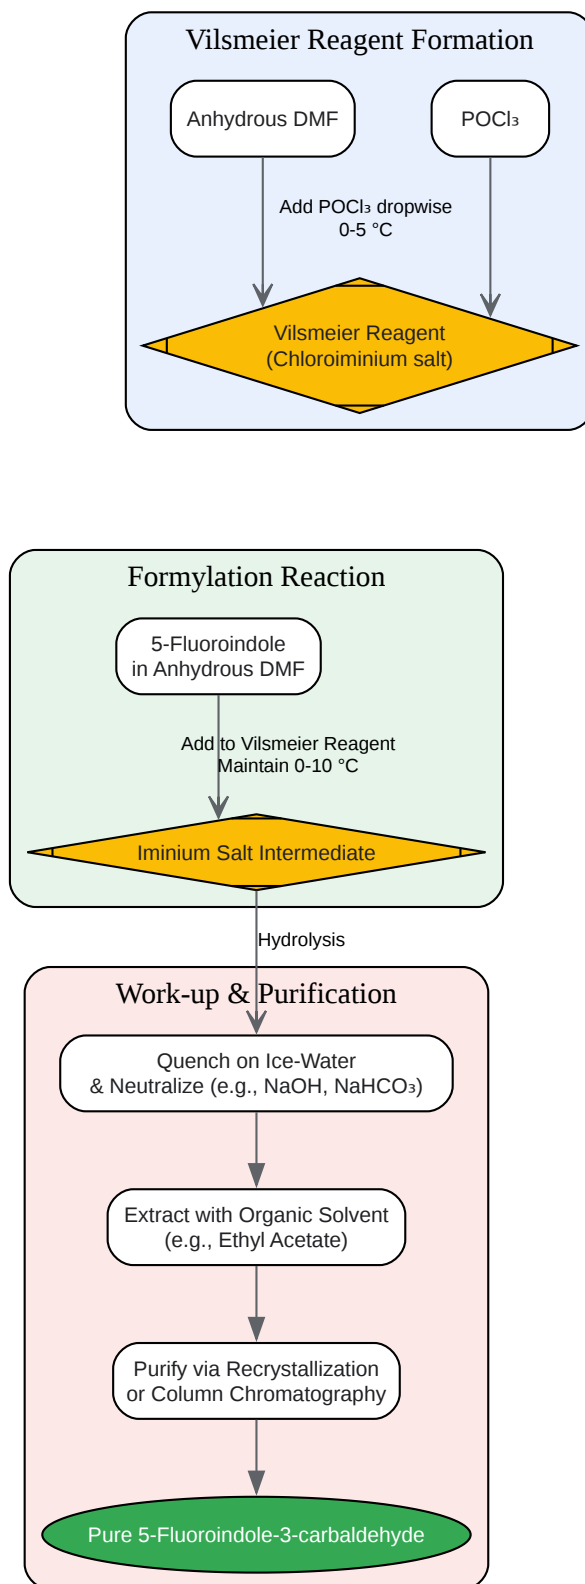 Vilsmeier Reagent Formation
Anhydrous DMF
POCl₃
Add POCl₃ dropwise
0-5 °C
Vilsmeier Reagent
(Chloroiminium salt)
Formylation Reaction
5-Fluoroindole
in Anhydrous DMF
Add to Vilsmeier Reagent
Maintain 0-10 °C
Iminium Salt Intermediate
Hydrolysis
Work-up & Purification
Quench on Ice-Water
& Neutralize (e.g., NaOH, NaHCO₃)
Extract with Organic Solvent
(e.g., Ethyl Acetate)
Purify via Recrystallization
or Column Chromatography
Pure 5-Fluoroindole-3-carbaldehyde